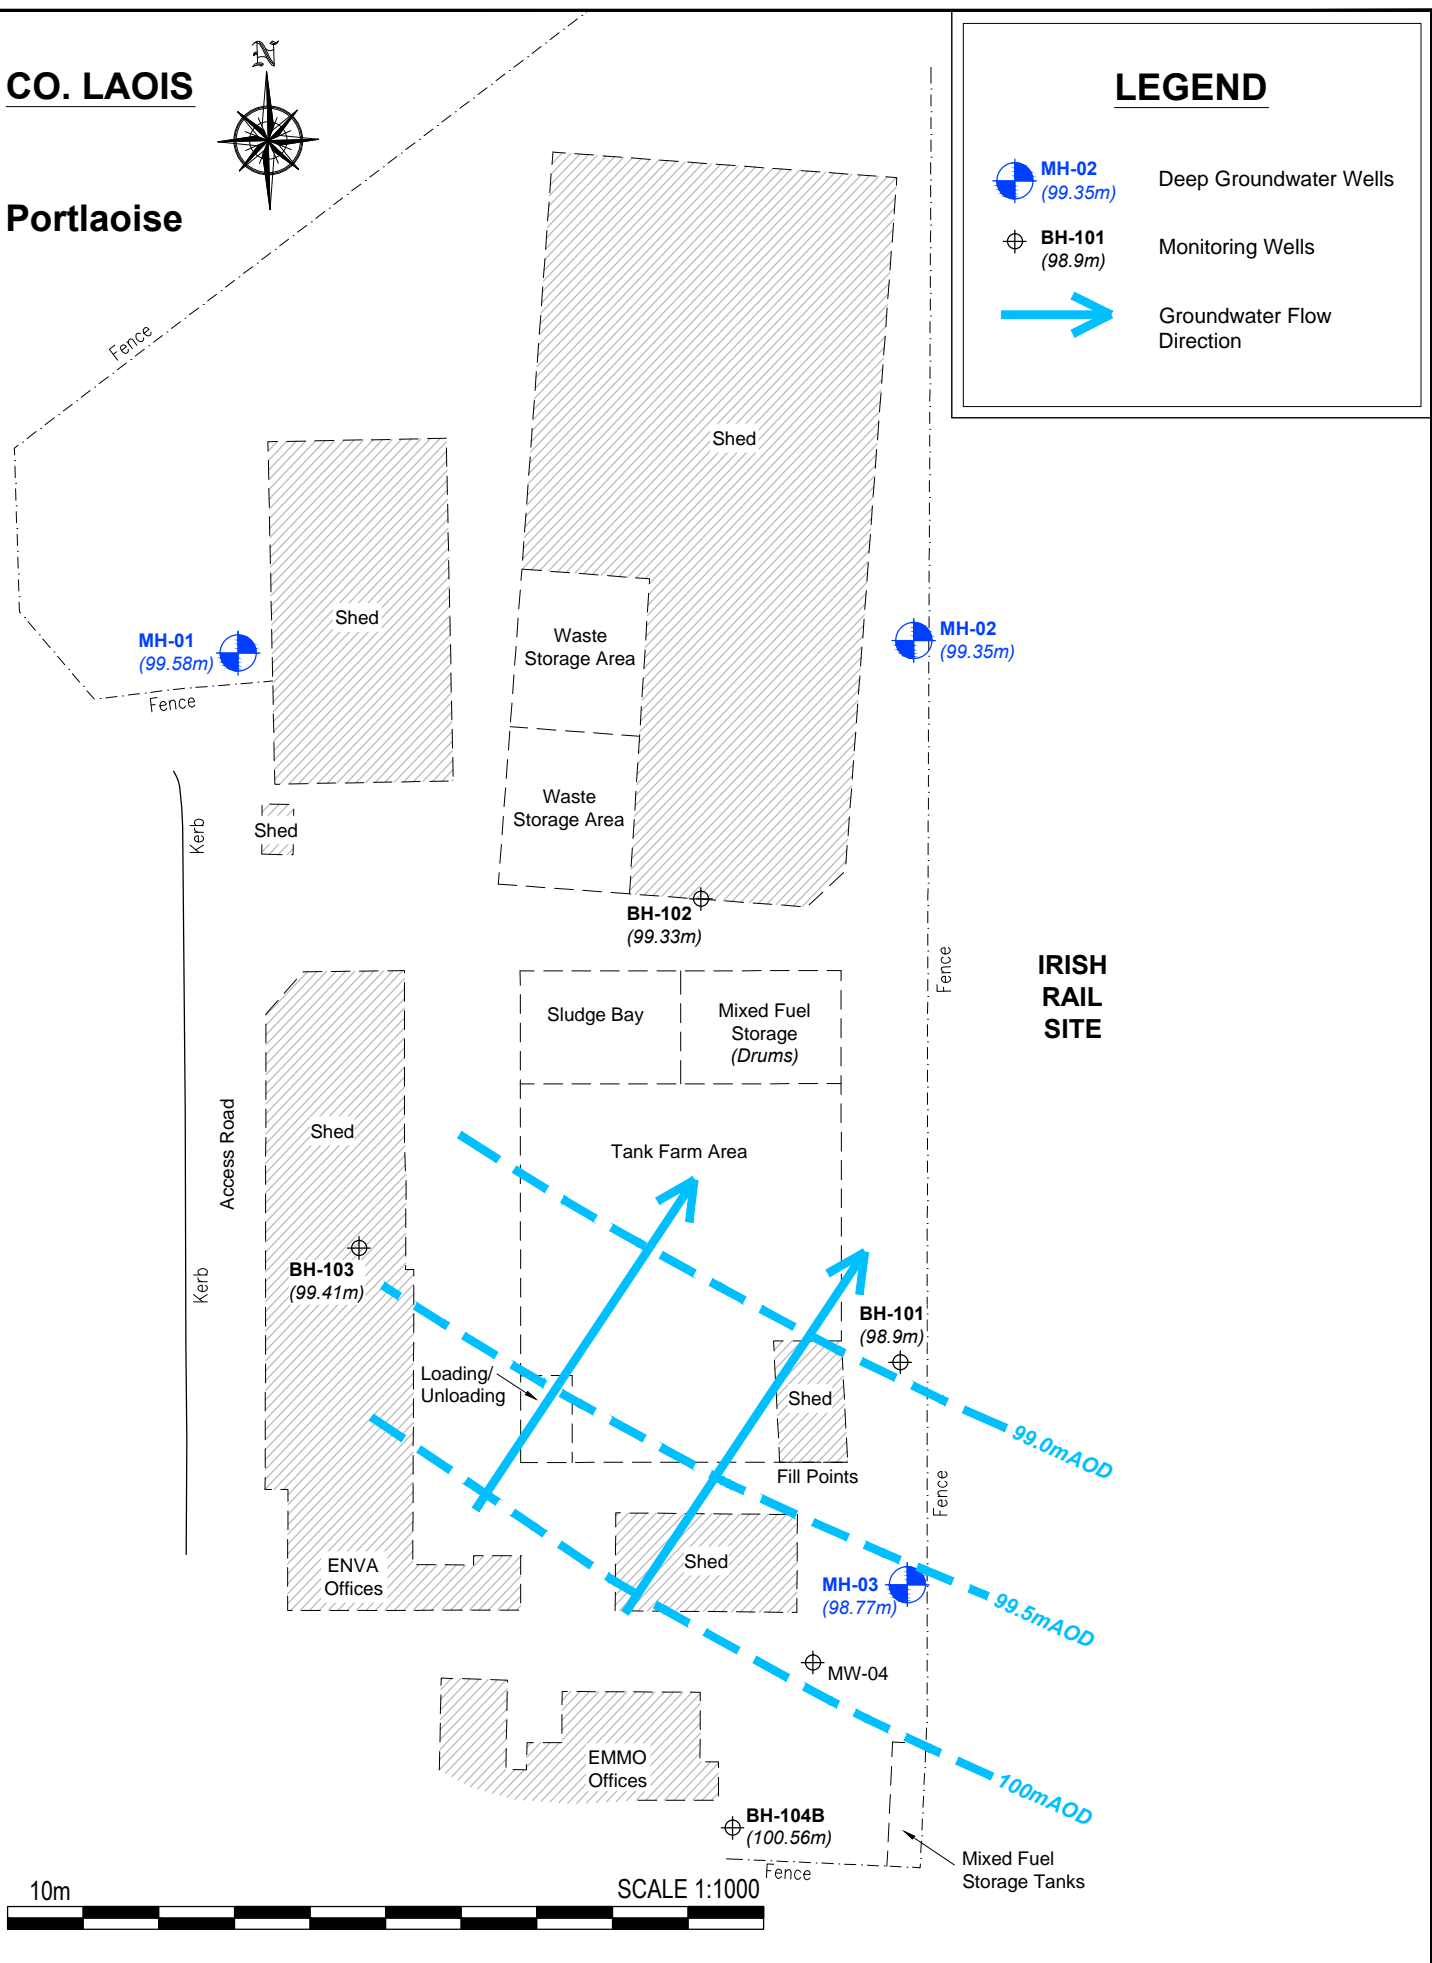 N
CO. LAOIS
Portlaoise
LEGEND
MH-02
(99.35m)
Deep Groundwater Wells
BH-101
(98.9m)
Monitoring Wells
Groundwater Flow
Direction
Fence
Shed
Shed
Waste
Storage Area
MH-01
(99.58m)
MH-02
(99.35m)
Fence
Waste
Storage Area
Kerb
Shed
BH-102
(99.33m)
Fence
IRISH
RAIL
SITE
Sludge Bay
Mixed Fuel
Storage
(Drums)
Access Road
Shed
Tank Farm Area
Kerb
BH-103
(99.41m)
BH-101
(98.9m)
Loading/
Unloading
Shed
99.0mAOD
Fill Points
Fence
ENVA
Offices
Shed
MH-03
(98.77m)
99.5mAOD
MW-04
EMMO
Offices
100mAOD
BH-104B
(100.56m)
Fence
Mixed Fuel
Storage Tanks
10m
SCALE 1:1000